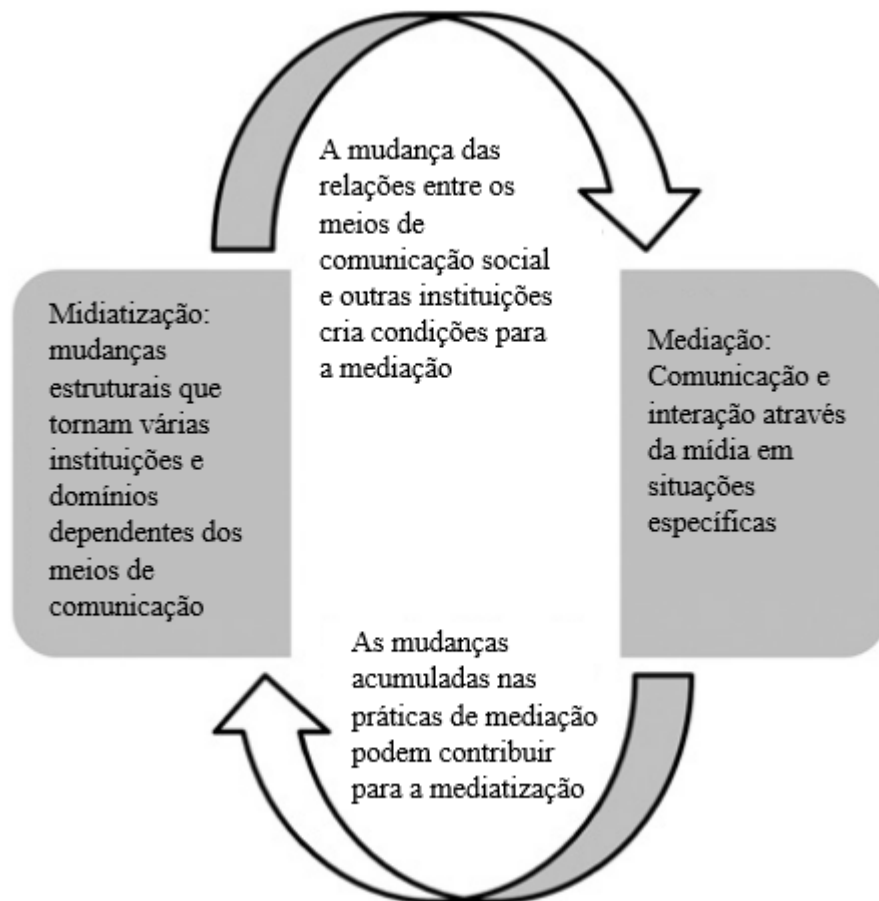 A mudança das
relações entre os
meios de
comunicação social
e outras instituições
cria condições para
a mediação
Midiatização:
mudanças
estruturais que
tornam várias
instituições e
domínios
dependentes dos
meios de
comunicação
Mediação:
Comunicação e
interação através
da mídia em
situações
específicas
As mudanças
acumuladas nas
práticas de mediação
podem contribuir
para a mediatização